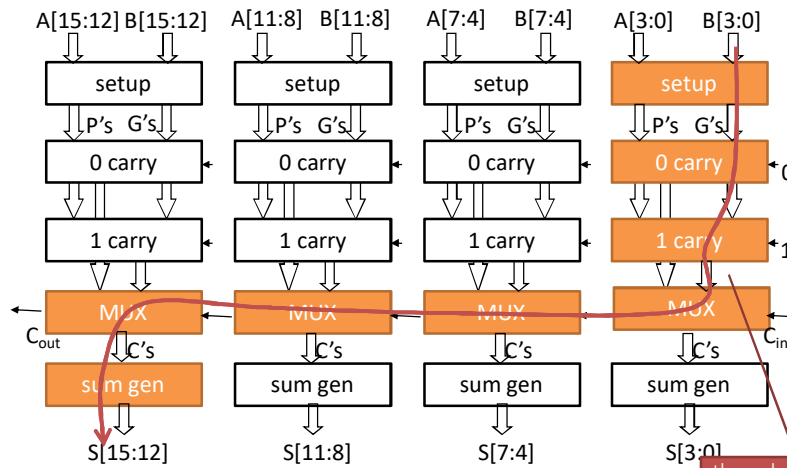 A[15:12] B[15:12] A[11:8] B[11:8] A[7:4] B[7:4] A[3:0] B[3:0]
setup setup setup setup
P's G's P's G's P's G's P's G's
0 carry 0 carry 0 carry 0 carry 0
1 carry 1 carry 1 carry 1 carry 1
MUX MUX MUX MUX
Cout C's C's C's C's Cin
sum gen sum gen sum gen sum gen
S[15:12] S[11:8] S[7:4] S[3:0]